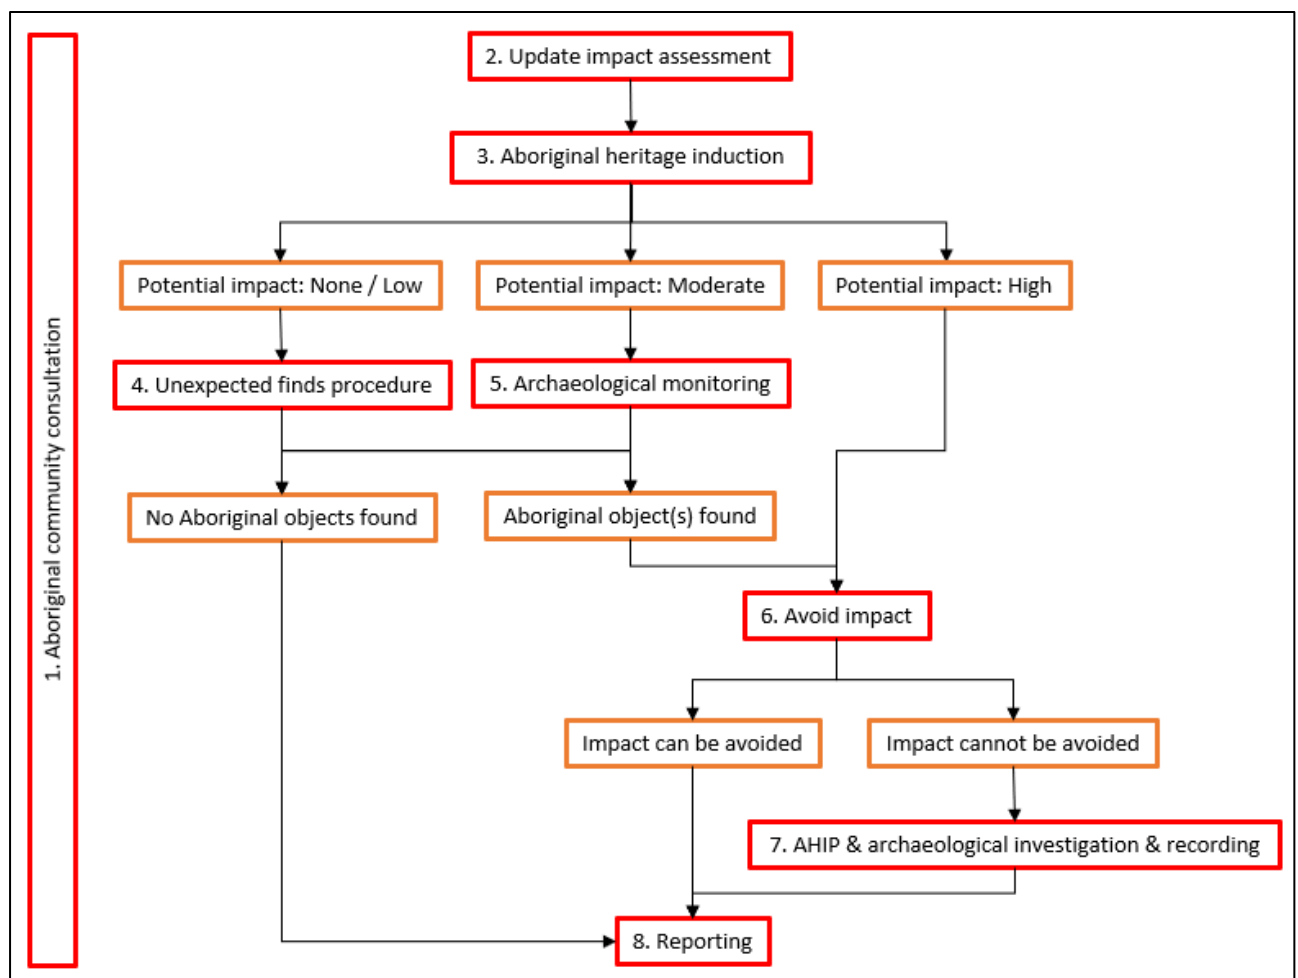 1. Aboriginal community consultation
2. Update impact assessment
3. Aboriginal heritage induction
Potential impact: None / Low
Potential impact: Moderate
Potential impact: High
4. Unexpected finds procedure
5. Archaeological monitoring
No Aboriginal objects found
Aboriginal object(s) found
6. Avoid impact
Impact can be avoided
Impact cannot be avoided
7. AHIP & archaeological investigation & recording
8. Reporting